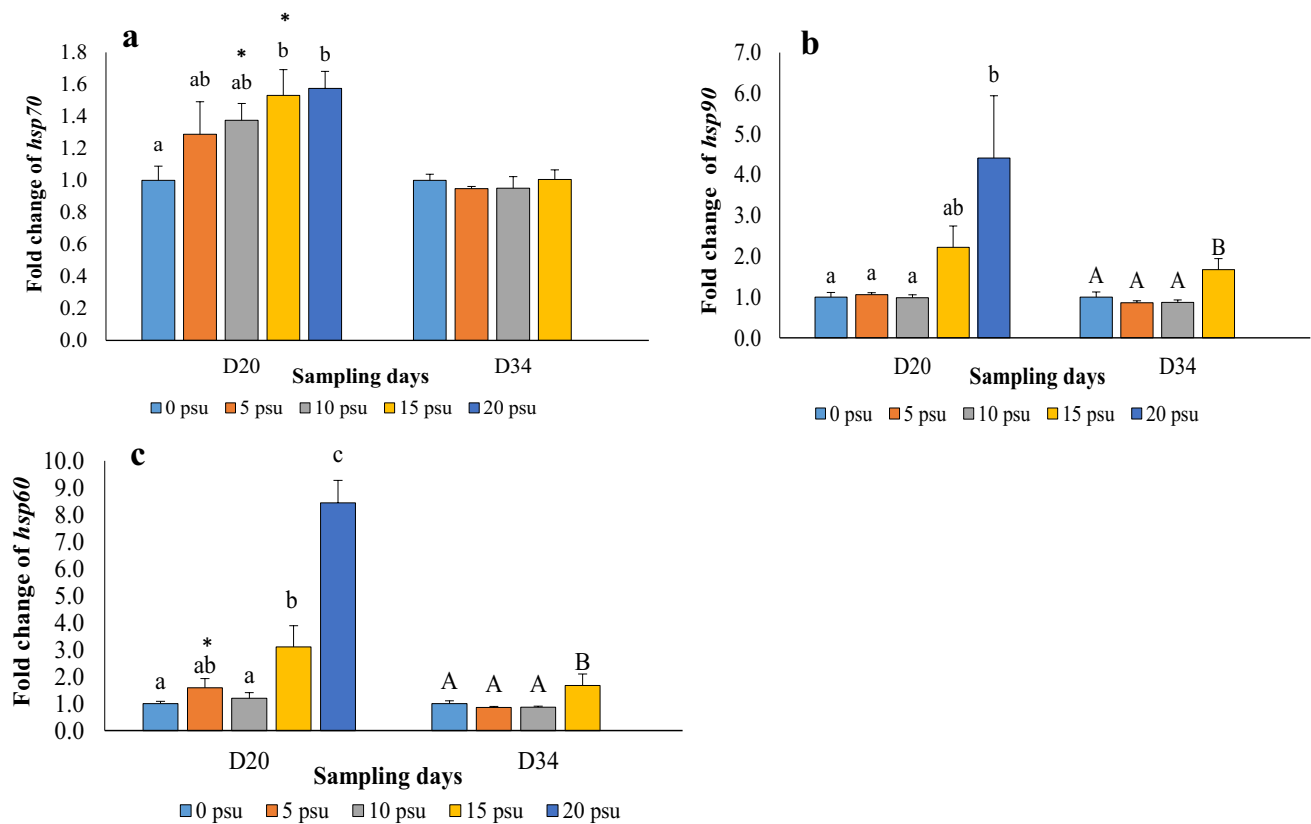 a
Fold change of hsp70
1.8
1.6
1.4
1.2
1.0
0.8
0.6
0.4
0.2
0.0
* *
a ab ab b b
D20 D34
Sampling days
0 psu 5 psu 10 psu 15 psu 20 psu
b
Fold change of hsp90
7.0
6.0
5.0
4.0
3.0
2.0
1.0
0.0
a a a ab b
A A A B
D20 D34
Sampling days
0 psu 5 psu 10 psu 15 psu 20 psu
c
Fold change of hsp60
10.0
9.0
8.0
7.0
6.0
5.0
4.0
3.0
2.0
1.0
0.0
*
a ab a b c
A A A B
D20 D34
Sampling days
0 psu 5 psu 10 psu 15 psu 20 psu